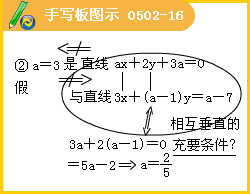 手写板图示 0502-16
② a=3 是 直线 ax+2y+3a=0
假
与直线3x+(a-1)y=a-7
相互垂直的
充要条件?
3a+2(a-1)=0
=5a-2⇒a=2/5